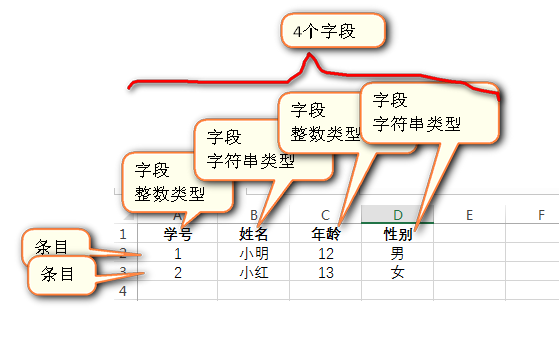 4个字段
字段
字符串类型
字段
整数类型
字段
字符串类型
字段
整数类型
A B C D E F
1 学号 姓名 年龄 性别
条目
2 1 小明 12 男
条目
3 2 小红 13 女
4